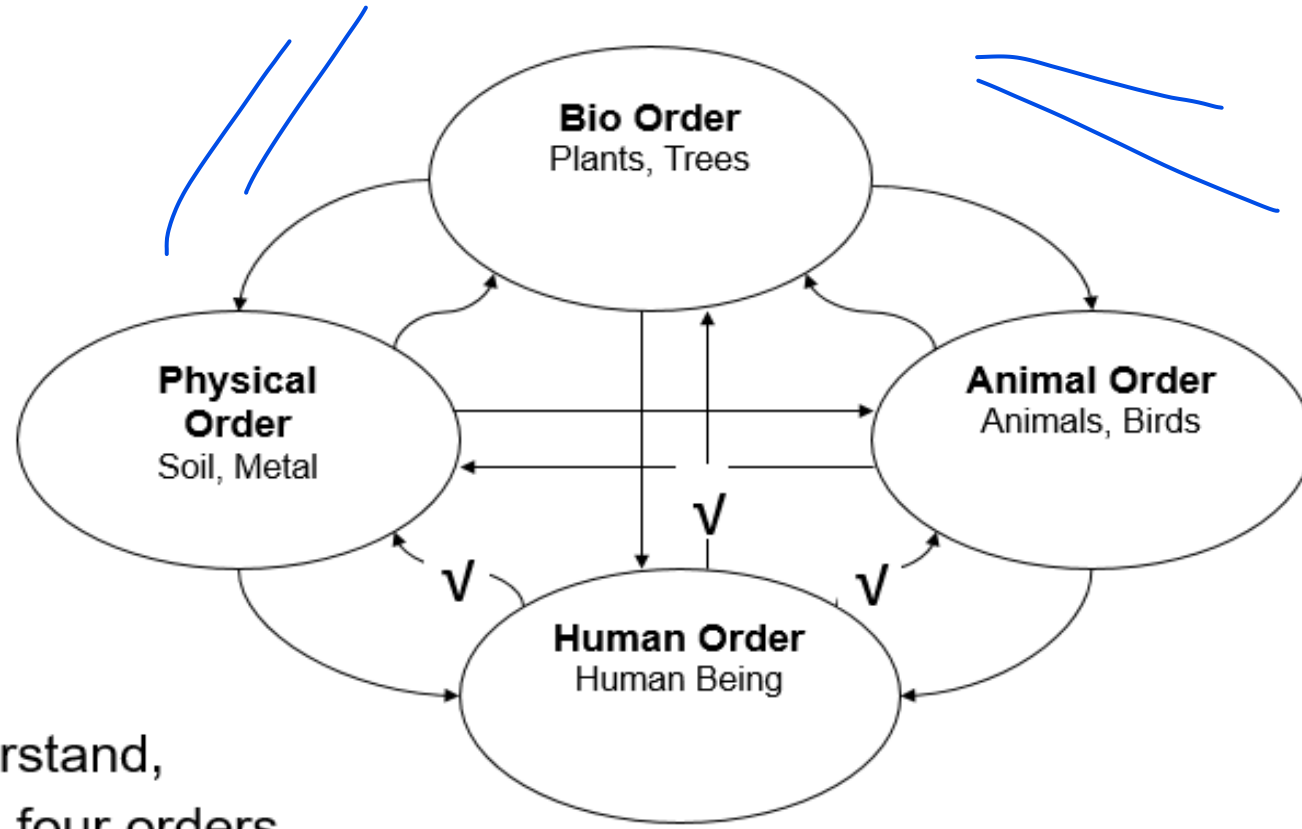 Bio Order
Plants, Trees
Physical
Order
Soil, Metal
Animal Order
Animals, Birds
√
√
√
Human Order
Human Being
rstand,
four orders